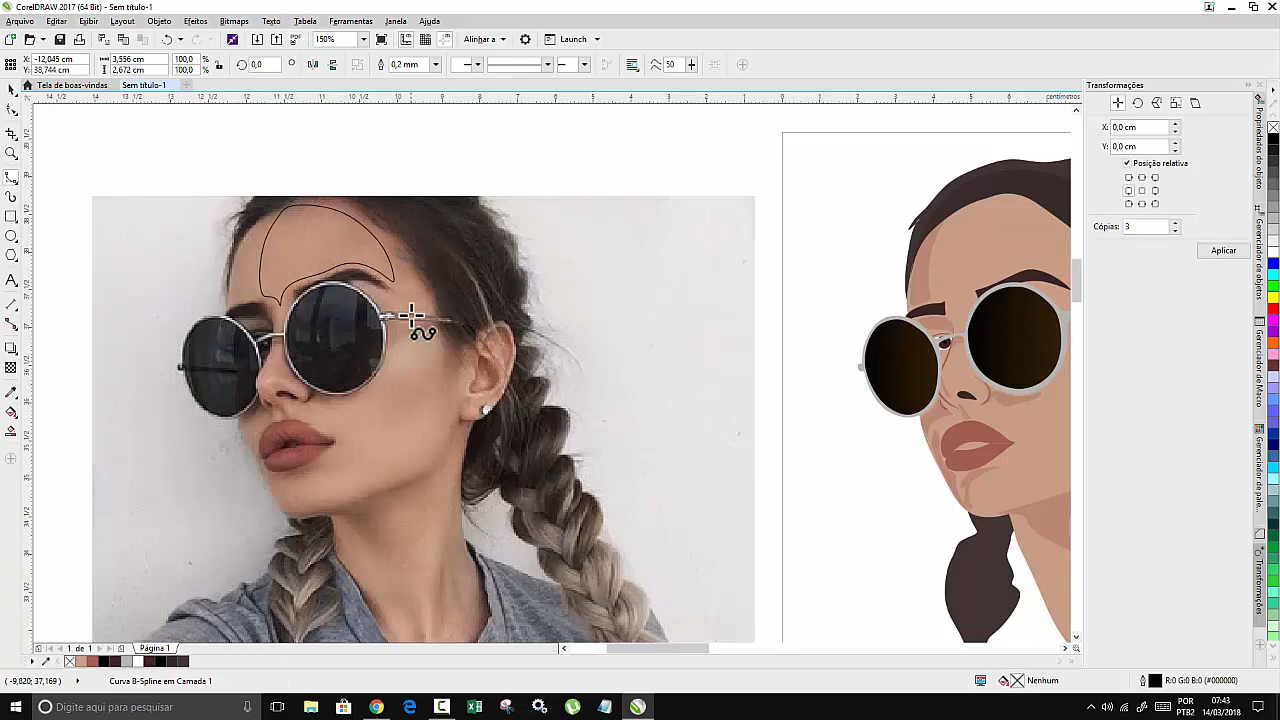 CorelDRAW 2017 (64 Bit) - Sem título-1
Arquivo Editar Exibir Layout Objeto Efeitos Bitmaps Texto Tabela Ferramentas Janela Ajuda
PDF 150% Alinhar a Launch
X: -12,045 cm 3,556 cm 100,0 % 0,0 ° 0,2 mm 50
Y: 38,744 cm 2,672 cm 100,0 %
Tela de boas-vindas Sem título-1
centímetros
Transformações
X: 0,0 cm
Y: 0,0 cm
Posição relativa
Cópias: 3
Aplicar
Propriedades do objeto
Gerenciador de objetos
Gerenciador de Macro
Gerenciador de pale...
Transformações
1 de 1 Página 1
( -9,820; 37,169 ) Curva B-Spline em Camada 1 Nenhum R:0 G:0 B:0 (#000000)
Digite aqui para pesquisar
POR 07:43
PTB2 14/03/2018